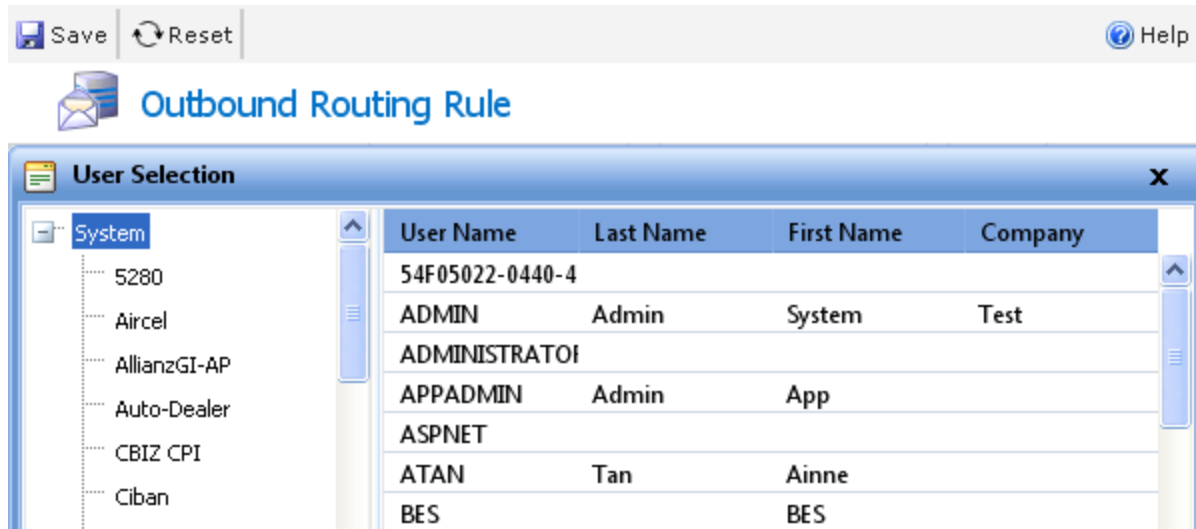 Save Reset Help
Outbound Routing Rule
User Selection x
System
5280
Aircel
AllianzGI-AP
Auto-Dealer
CBIZ CPI
Ciban
User Name Last Name First Name Company
54F05022-0440-4
ADMIN Admin System Test
ADMINISTRATOR
APPADMIN Admin App
ASPNET
ATAN Tan Ainne
BES BES